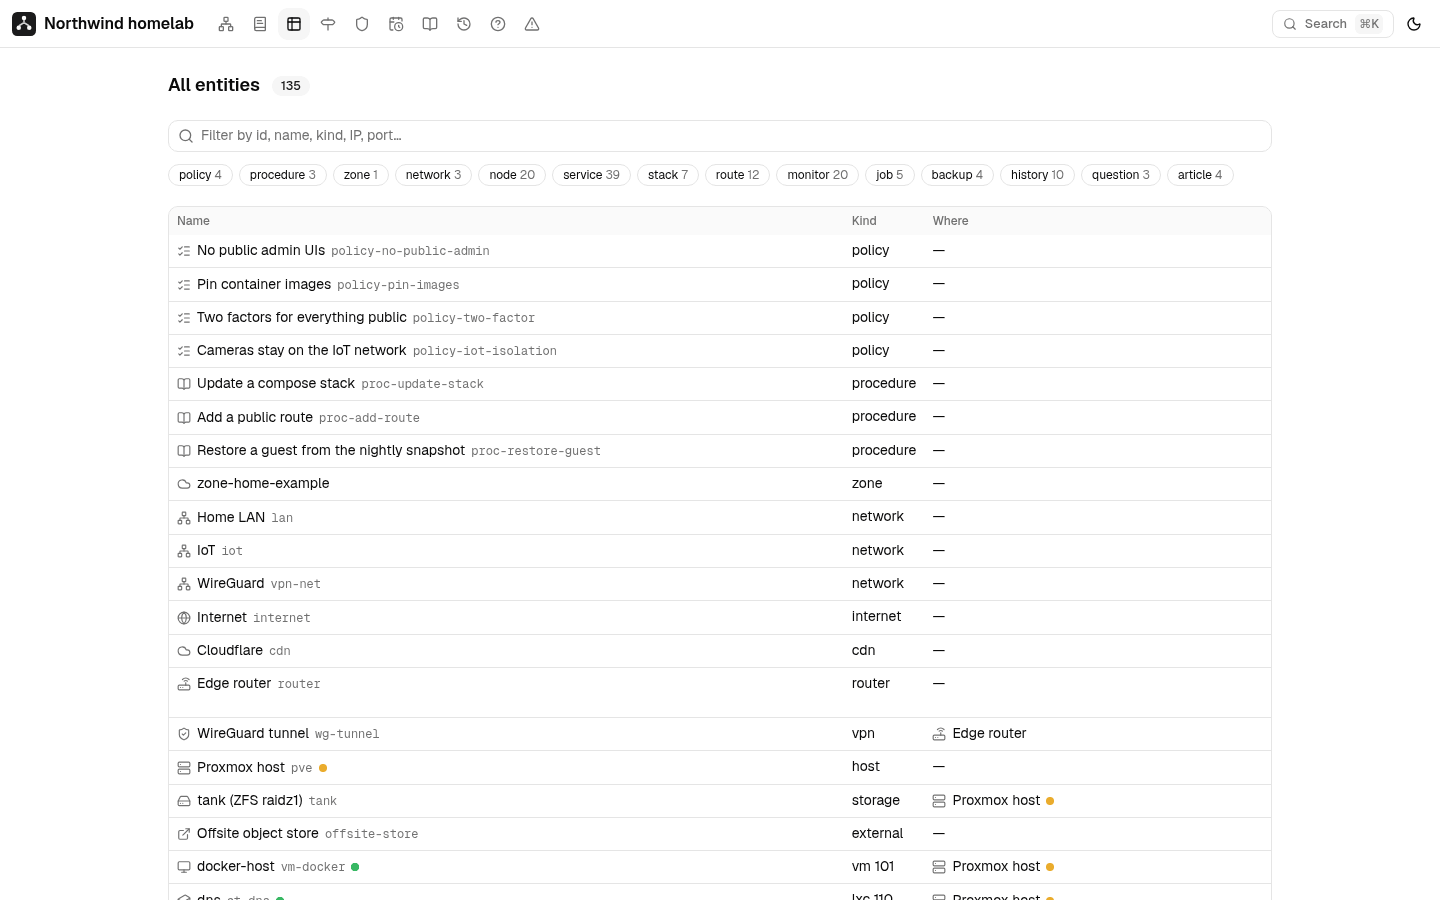 Northwind homelab
Search ⌘K
All entities 135
Filter by id, name, kind, IP, port...
policy 4 procedure 3 zone 1 network 3 node 20 service 39 stack 7 route 12 monitor 20 job 5 backup 4 history 10 question 3 article 4
Name Kind Where
No public admin UIs policy-no-public-admin policy —
Pin container images policy-pin-images policy —
Two factors for everything public policy-two-factor policy —
Cameras stay on the IoT network policy-iot-isolation policy —
Update a compose stack proc-update-stack procedure —
Add a public route proc-add-route procedure —
Restore a guest from the nightly snapshot proc-restore-guest procedure —
zone-home-example zone —
Home LAN lan network —
IoT iot network —
WireGuard vpn-net network —
Internet internet internet —
Cloudflare cdn cdn —
Edge router router router —
WireGuard tunnel wg-tunnel vpn Edge router
Proxmox host pve host —
tank (ZFS raidz1) tank storage Proxmox host
Offsite object store offsite-store external —
docker-host vm-docker vm 101 Proxmox host
dns ct-dns lxc 110 Proxmox host